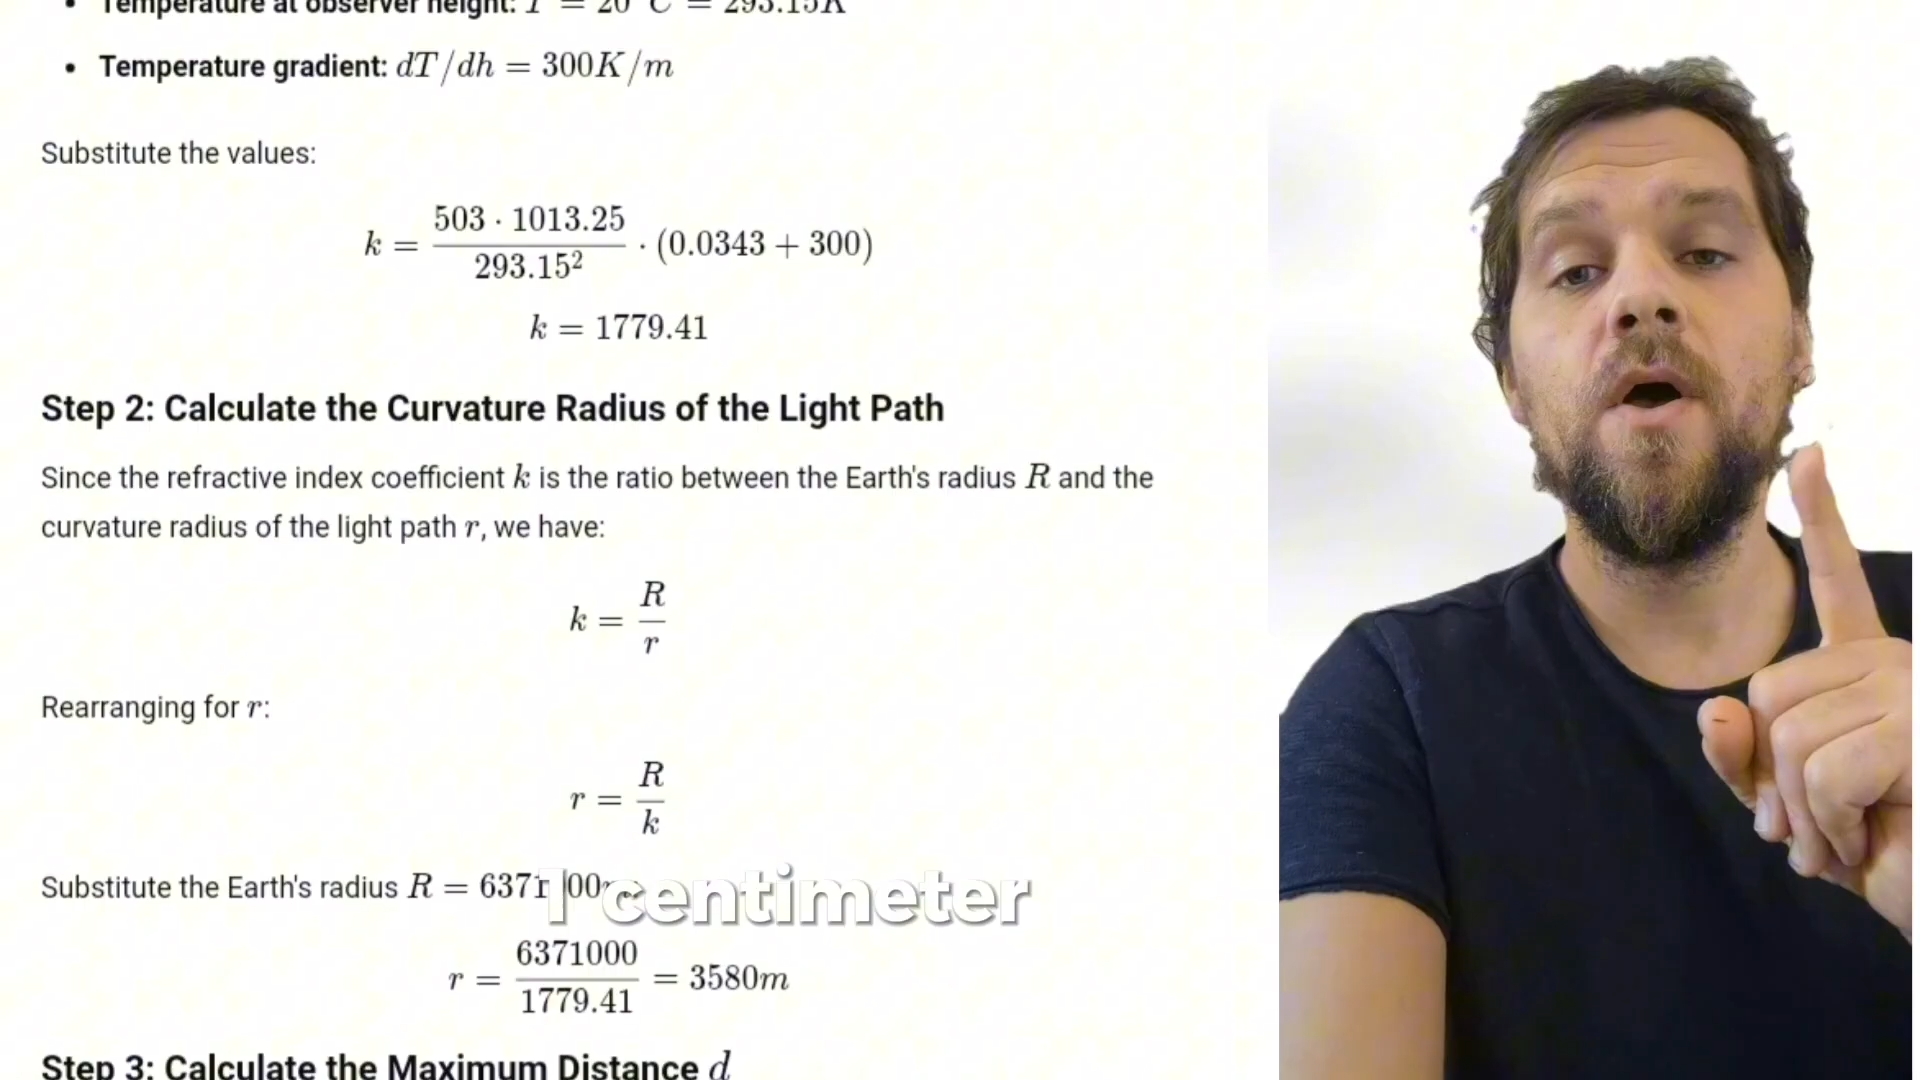 • Temperature at observer height: T = 20°C = 293.15K
• Temperature gradient: dT/dh = 300K/m
Substitute the values:
k = 503 · 1013.25 / 293.15² · (0.0343 + 300)
k = 1779.41
Step 2: Calculate the Curvature Radius of the Light Path
Since the refractive index coefficient k is the ratio between the Earth's radius R and the
curvature radius of the light path r, we have:
k = R / r
Rearranging for r:
r = R / k
Substitute the Earth's radius R =
1 centimeter
r = 6371000 / 1779.41 = 3580m
Step 3: Calculate the Maximum Distance d